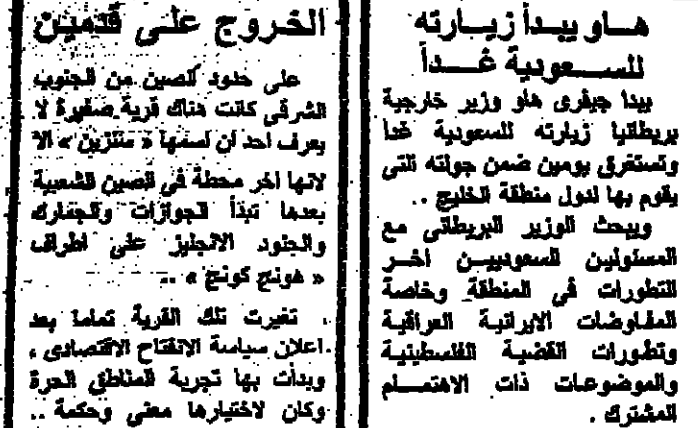 هاو يبدأ زيارته
للسعودية غدا
يبدا جيفرى هاو وزير خارجية
بريطانيا زيارته للسعودية غدا
وتستغرق يومين ضمن جولته التى
يقوم بها لدول منطقة الخليج ..
ويبحث الوزير البريطانى مع
المسئولين السعوديين اخر
التطورات فى المنطقة وخاصة
المفاوضات الايرانية العراقية
وتطورات القضية الفلسطينية
والموضوعات ذات الاهتمام
المشترك .
الخروج على قدمين
على حدود الصين من الجنوب
الشرقى كانت هناك قرية صغيرة لا
يعرف احد ان اسمها « شنزين » الا
لانها اخر محطة في الصين الشعبية
بعدها تبدأ الجوازات والجمارك
والجنود الانجليز على اطراف
« هونج كونج » ..
تغيرت تلك القرية تماما بعد
اعلان سياسة الانفتاح الاقتصادى ،
وبدأت بها تجربة المناطق الحرة
وكان لاختيارها معنى وحكمة ..